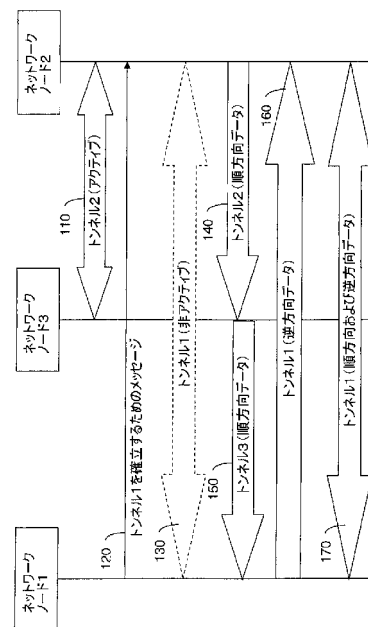 ネットワーク
ノード1
ネットワーク
ノード3
ネットワーク
ノード2
110
トンネル2(アクティブ)
120
トンネル1を確立するためのメッセージ
130
トンネル1(非アクティブ)
140
トンネル2(順方向データ)
150
トンネル3(順方向データ)
160
トンネル1(逆方向データ)
170
トンネル1(順方向および逆方向データ)